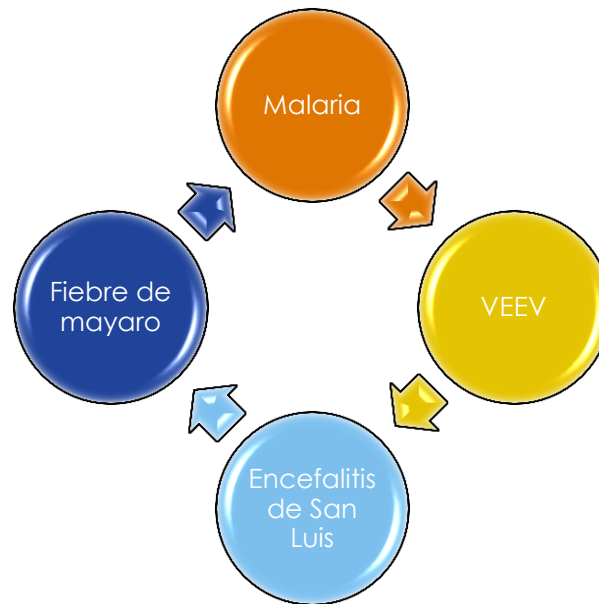 Malaria
VEEV
Encefalitis
de San
Luis
Fiebre de
mayaro